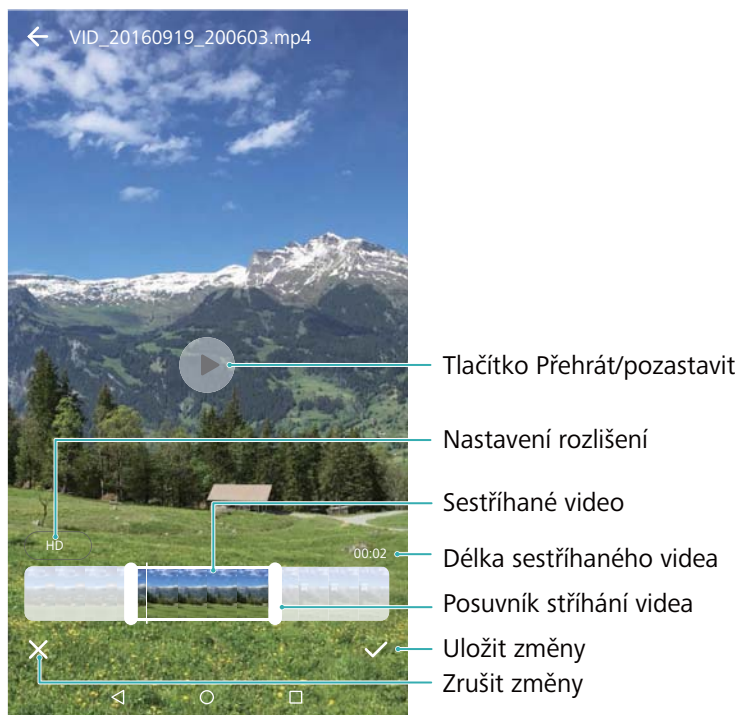 VID_20160919_200603.mp4
Tlačítko Přehrát/pozastavit
Nastavení rozlišení
Sestříhané video
HD
00:02
Délka sestříhaného videa
Posuvník stříhání videa
Uložit změny
Zrušit změny